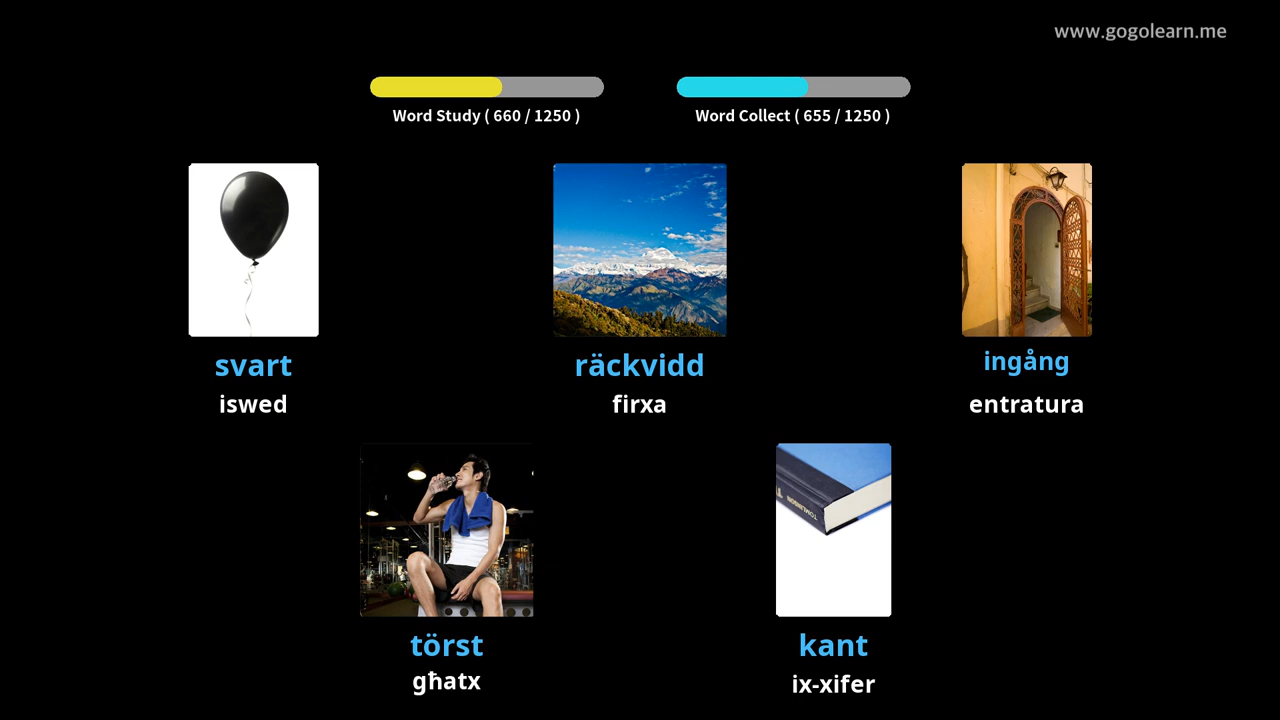 www.gogolearn.me
Word Study ( 660 / 1250 )
Word Collect ( 655 / 1250 )
svart
räckvidd
ingång
iswed
firxa
entratura
TOMLINSON
törst
kant
għatx
ix-xifer